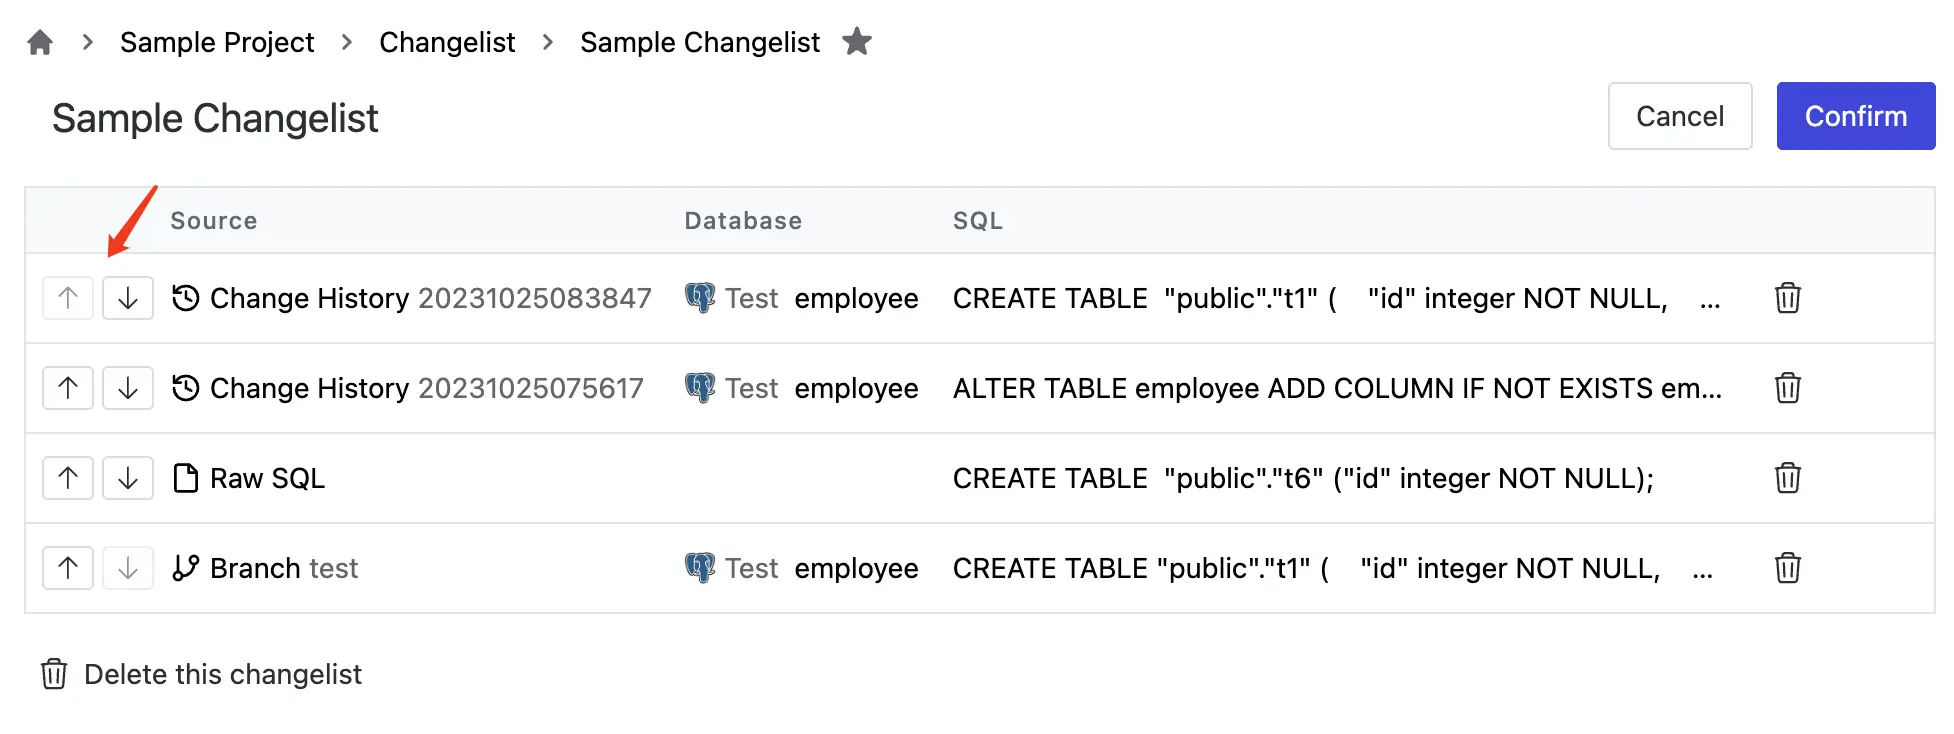 Sample Project > Changelist > Sample Changelist
Sample Changelist
Cancel
Confirm
Source Database SQL
Change History 20231025083847 Test employee CREATE TABLE "public"."t1" ( "id" integer NOT NULL, ...
Change History 20231025075617 Test employee ALTER TABLE employee ADD COLUMN IF NOT EXISTS em...
Raw SQL CREATE TABLE "public"."t6" ("id" integer NOT NULL);
Branch test Test employee CREATE TABLE "public"."t1" ( "id" integer NOT NULL, ...
Delete this changelist